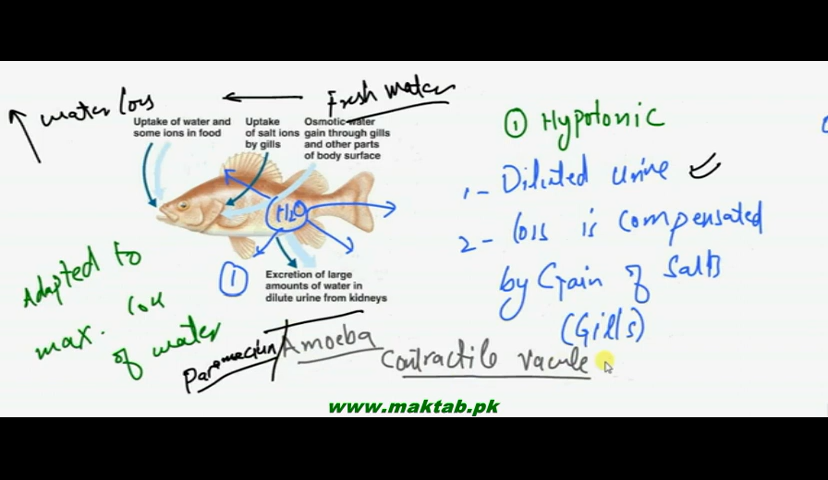 Fresh water
water loss
Uptake of water and
some ions in food
Uptake
of salt ions
by gills
Osmotic water
gain through gills
and other parts
of body surface
H2O
1
Excretion of large
amounts of water in
dilute urine from kidneys
Adapted to
max. loss
of water
1 Hypotonic
1- Diluted urine
2- loss is compensated
by Gain of Salts
(Gills)
Paramecium/Amoeba
Contractile vacule
www.maktab.pk